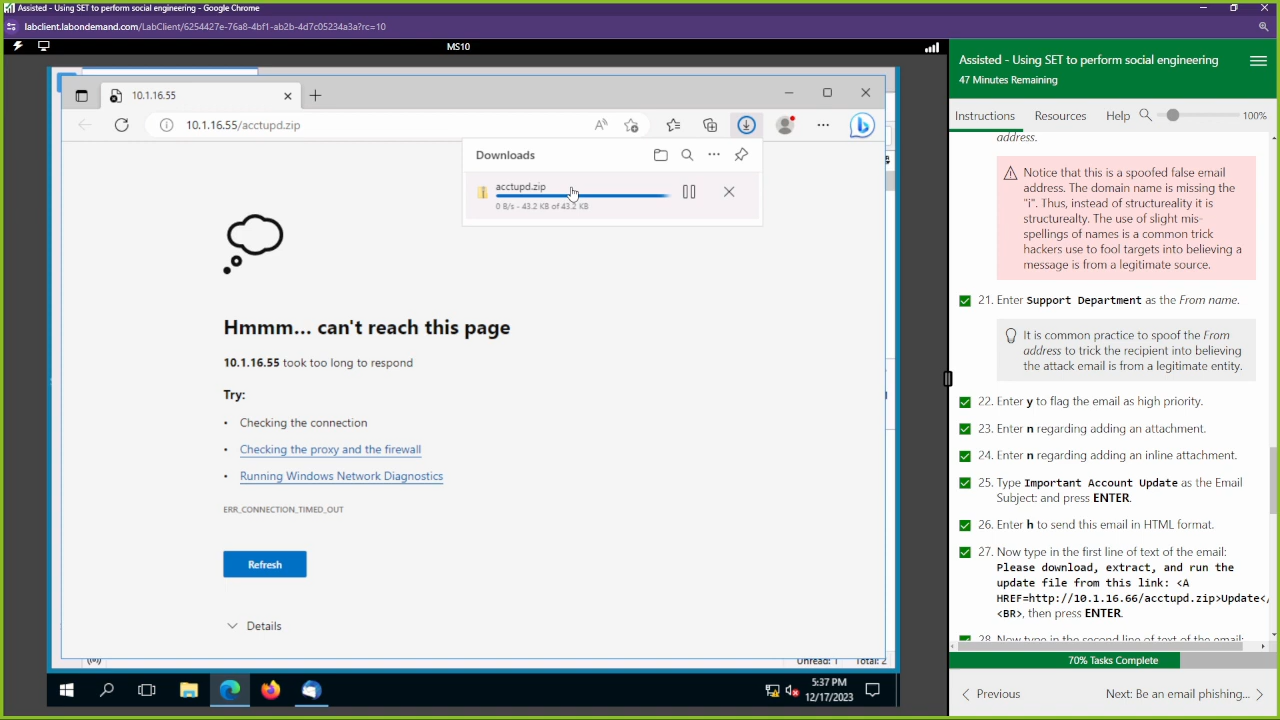 Assisted - Using SET to perform social engineering - Google Chrome
labclient.labondemand.com/LabClient/6254427e-76a8-4bf1-ab2b-4d7c05234a3a?rc=10
MS10
10.1.16.55
10.1.16.55/acctupd.zip
Downloads
acctupd.zip
0 B/s - 43.2 KB of 43.2 KB
Hmmm... can't reach this page
10.1.16.55 took too long to respond
Try:
• Checking the connection
• Checking the proxy and the firewall
• Running Windows Network Diagnostics
ERR_CONNECTION_TIMED_OUT
Refresh
Details
Unread: 1 Total: 2
5:37 PM
12/17/2023
Assisted - Using SET to perform social engineering
47 Minutes Remaining
Instructions Resources Help 100%
address.
Notice that this is a spoofed false email
address. The domain name is missing the
"i". Thus, instead of structureality it is
structurealty. The use of slight mis-
spellings of names is a common trick
hackers use to fool targets into believing a
message is from a legitimate source.
21. Enter Support Department as the From name.
It is common practice to spoof the From
address to trick the recipient into believing
the attack email is from a legitimate entity.
22. Enter y to flag the email as high priority.
23. Enter n regarding adding an attachment.
24. Enter n regarding adding an inline attachment.
25. Type Important Account Update as the Email
Subject: and press ENTER.
26. Enter h to send this email in HTML format.
27. Now type in the first line of text of the email:
Please download, extract, and run the
update file from this link: <A
HREF=http://10.1.16.66/acctupd.zip>Update</
<BR>, then press ENTER.
28. Now type in the second line of text of the email:
70% Tasks Complete
Previous Next: Be an email phishing...